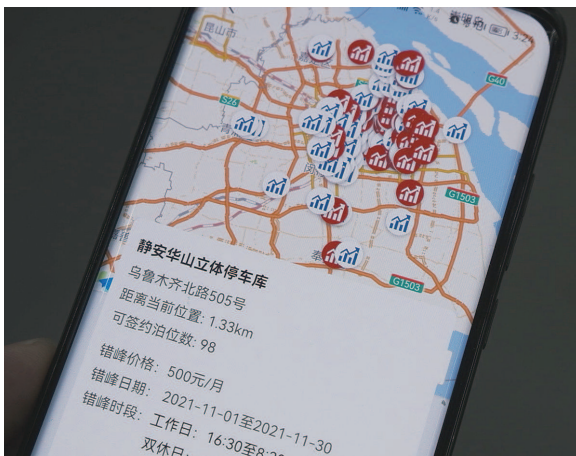 3:24
昆山市
G40
S26
G1503
G1503
静安华山立体停车库
乌鲁木齐北路505号
距离当前位置: 1.33km
可签约泊位数: 98
错峰价格: 500元/月
错峰日期: 2021-11-01至2021-11-30
错峰时段: 工作日: 16:30至8:
双休日: